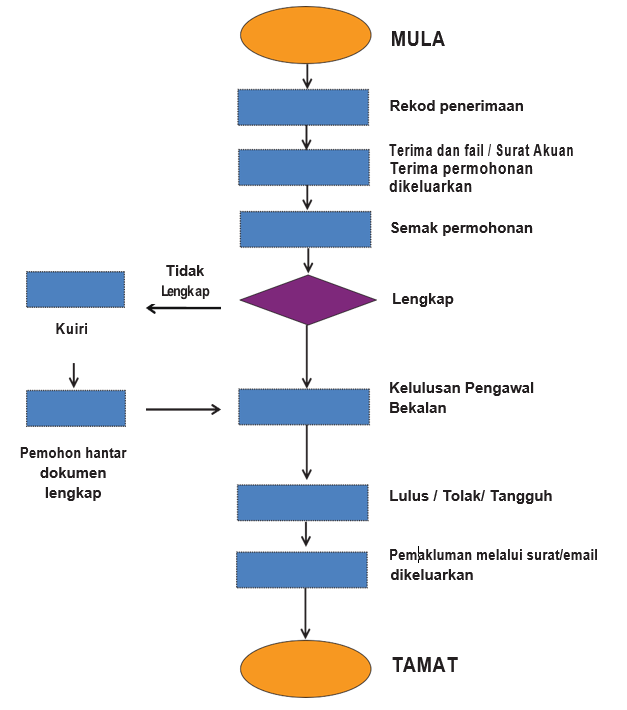 MULA
Rekod penerimaan
Terima dan fail / Surat Akuan
Terima permohonan
dikeluarkan
Semak permohonan
Tidak
Lengkap
Lengkap
Kuiri
Kelulusan Pengawal
Bekalan
Pemohon hantar
dokumen
lengkap
Lulus / Tolak/ Tangguh
Pemakluman melalui surat/email
dikeluarkan
TAMAT